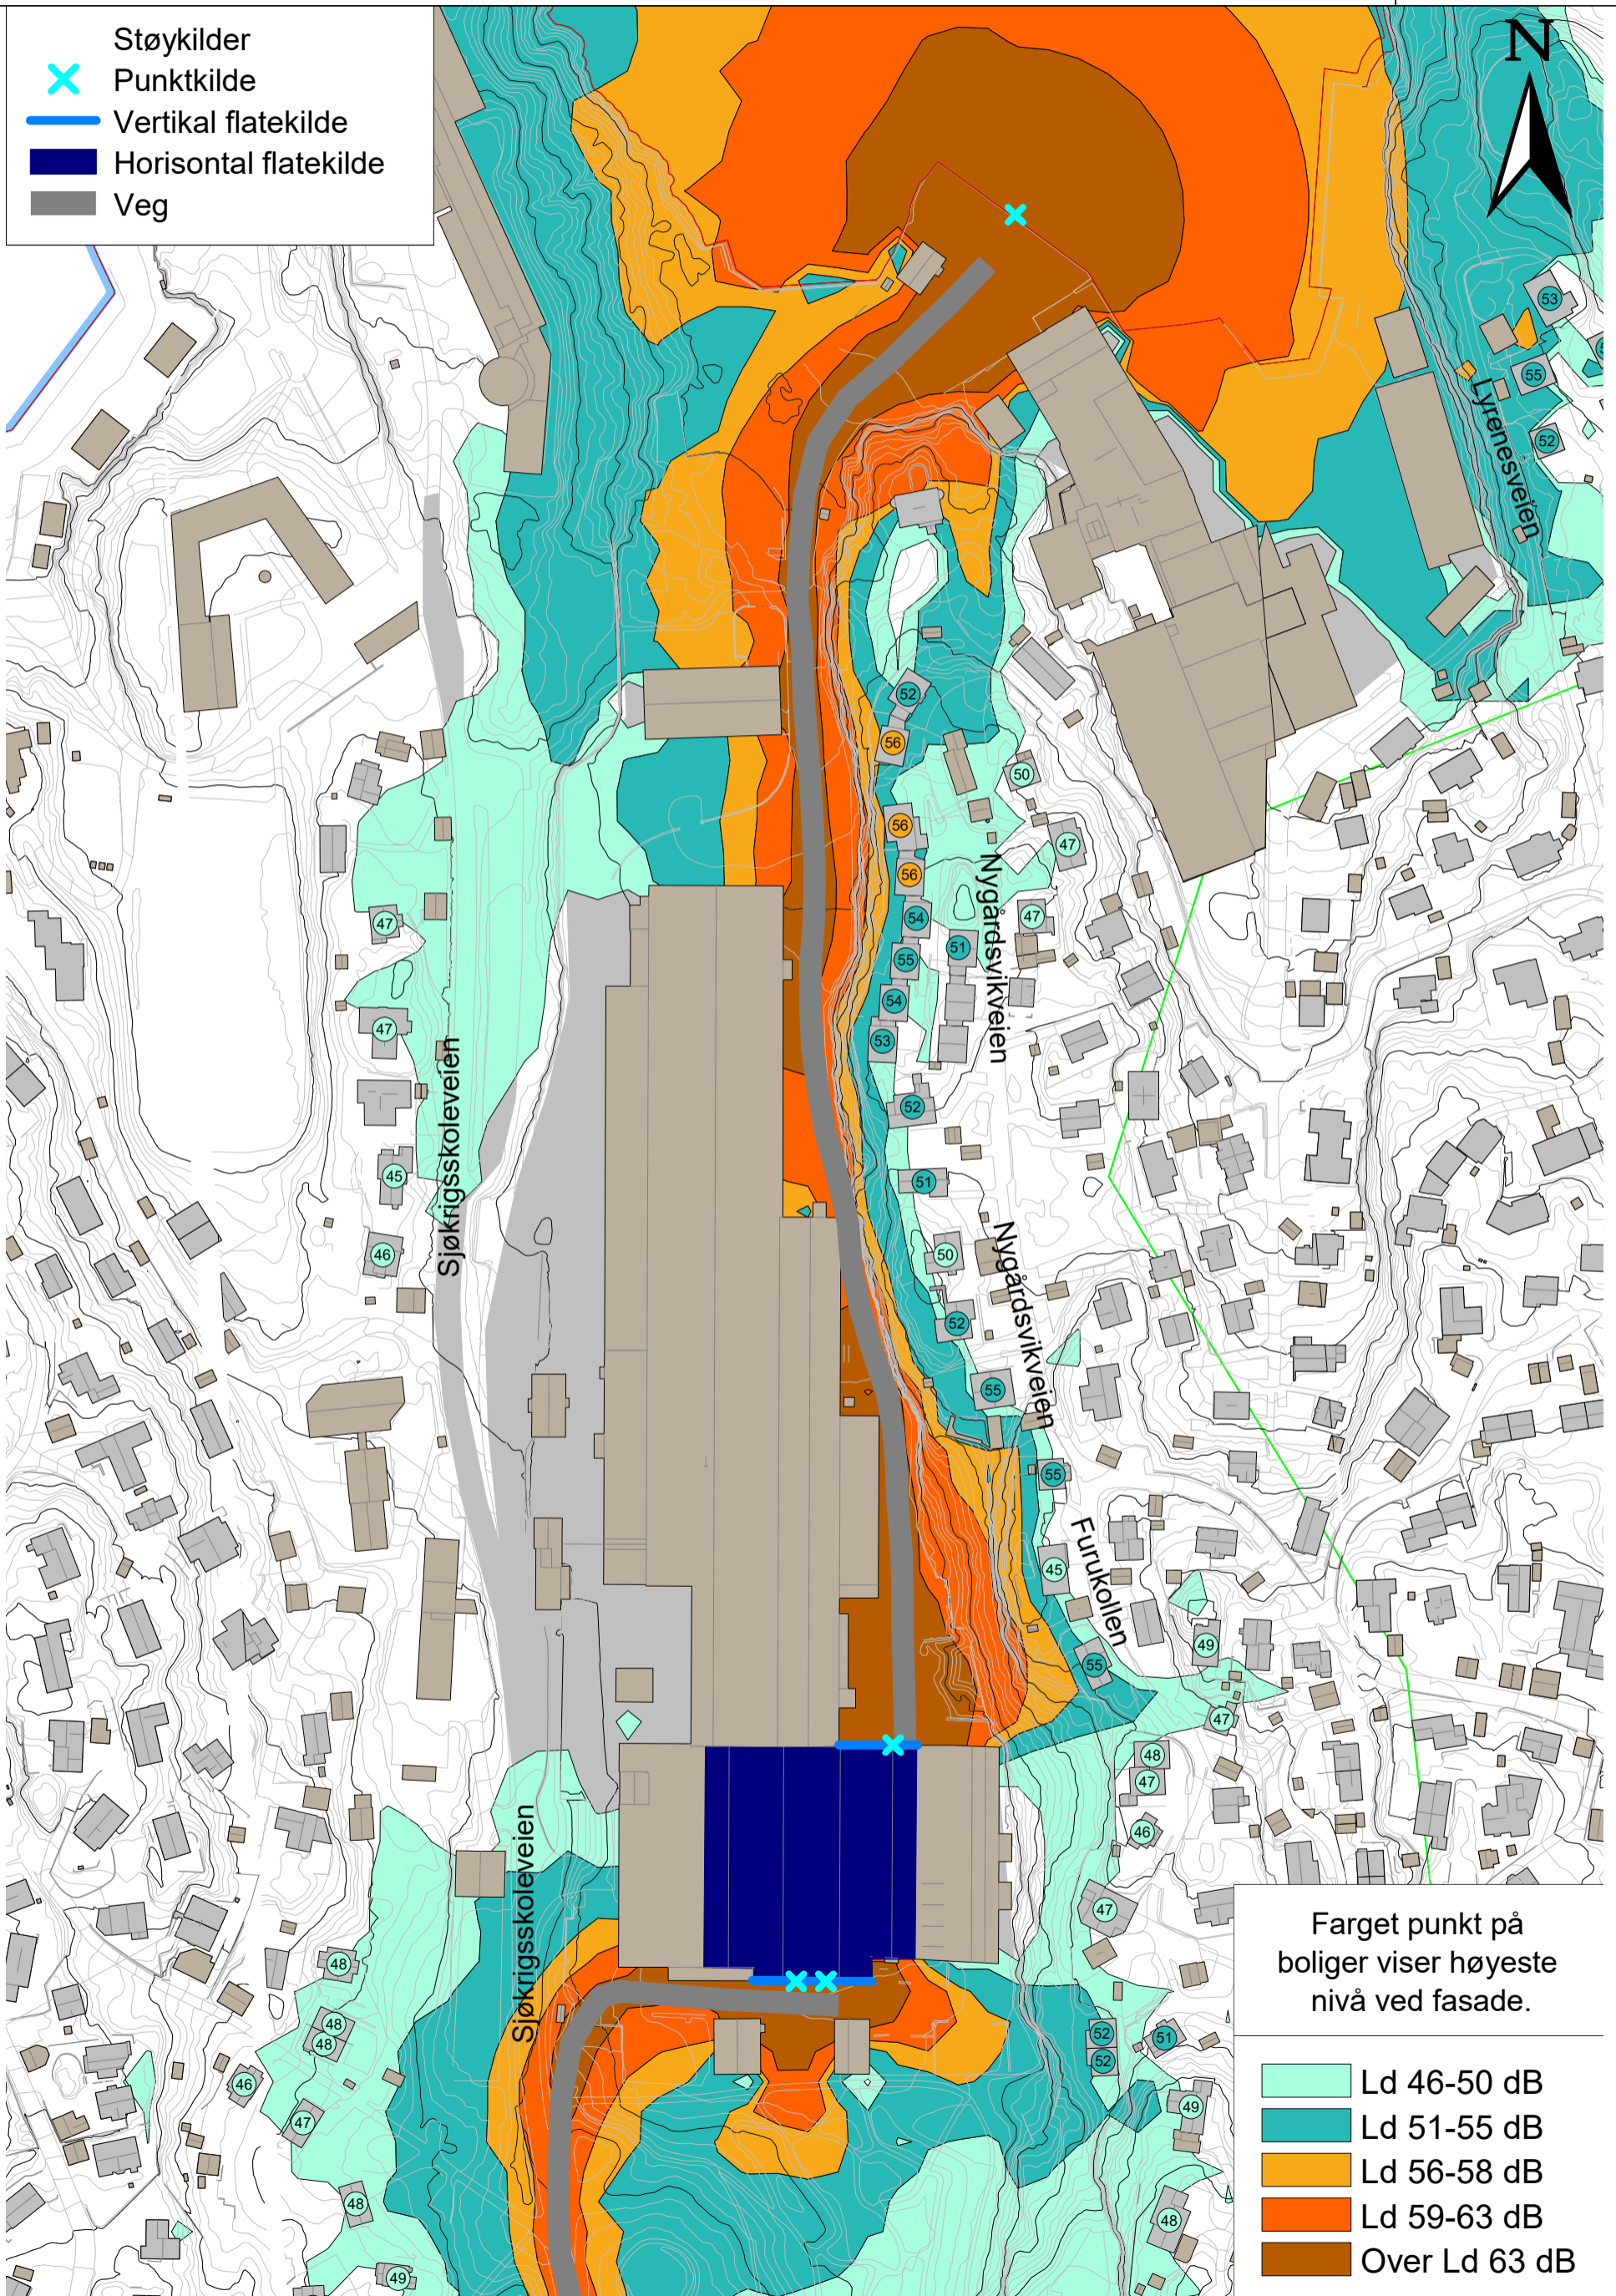 Støykilder
Punktkilde
Vertikal flatekilde
Horisontal flatekilde
Veg
N
53
55
52
Lyrenesveien
52
56
50
56
47
56
47
54
47
51
55
Nygårdsvikveien
54
47
53
52
Sjøkrigsskoleveien
45
51
46
50
Nygårdsvikveien
52
55
55
Furukollen
45
49
55
47
48
47
46
Sjøkrigsskoleveien
47
48
48
48
52
51
52
46
49
47
48
48
49
Farget punkt på
boliger viser høyeste
nivå ved fasade.
Ld 46-50 dB
Ld 51-55 dB
Ld 56-58 dB
Ld 59-63 dB
Over Ld 63 dB